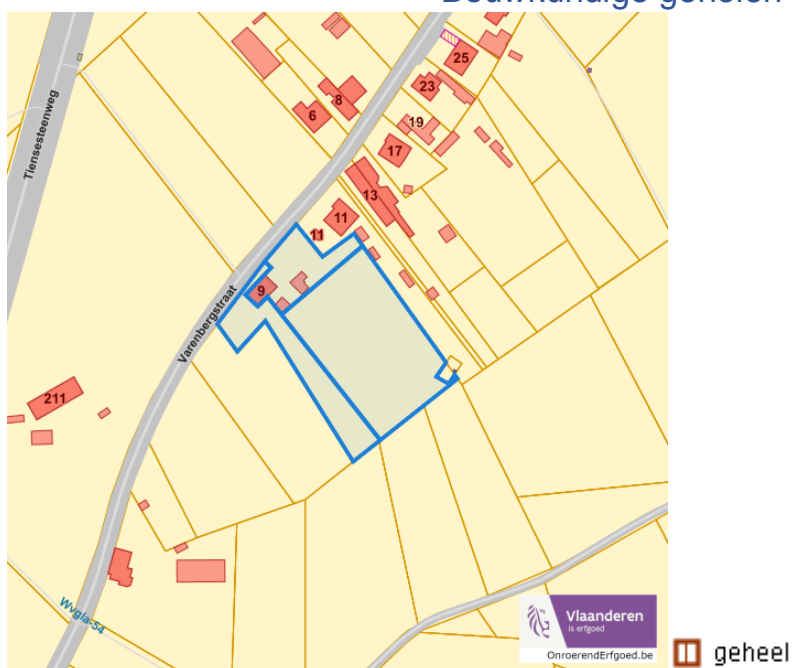 Bouwkundige gehelen
Tiensesteenweg
25
23
8
6
19
17
13
11
11
9
Varenbergstraat
211
Wvgla-54
Vlaanderen
is erfgoed
OnroerendErfgoed.be
geheel